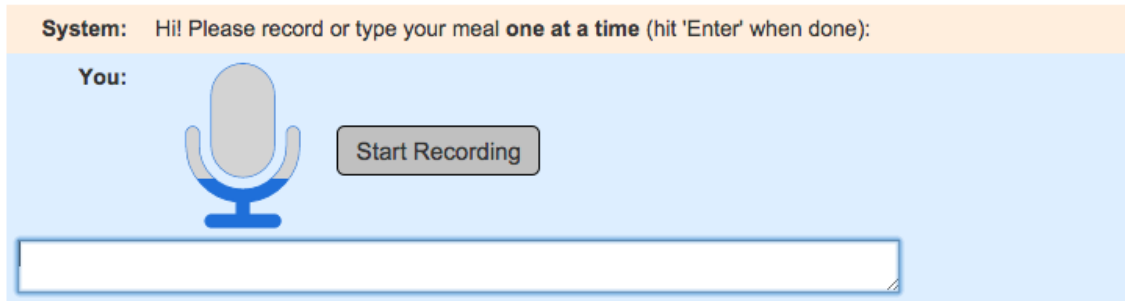 System: Hi! Please record or type your meal one at a time (hit 'Enter' when done):
You:
Start Recording